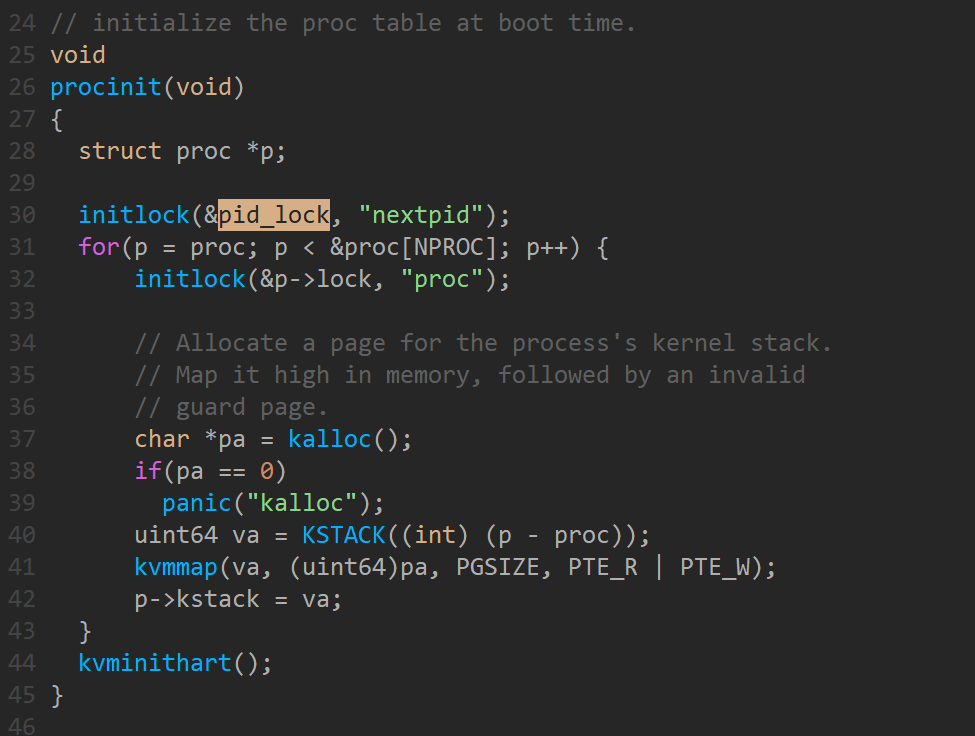 24 // initialize the proc table at boot time.
25 void
26 procinit(void)
27 {
28   struct proc *p;
29
30   initlock(&pid_lock, "nextpid");
31   for(p = proc; p < &proc[NPROC]; p++) {
32       initlock(&p->lock, "proc");
33
34       // Allocate a page for the process's kernel stack.
35       // Map it high in memory, followed by an invalid
36       // guard page.
37       char *pa = kalloc();
38       if(pa == 0)
39         panic("kalloc");
40       uint64 va = KSTACK((int) (p - proc));
41       kvmmap(va, (uint64)pa, PGSIZE, PTE_R | PTE_W);
42       p->kstack = va;
43   }
44   kvminithart();
45 }
46